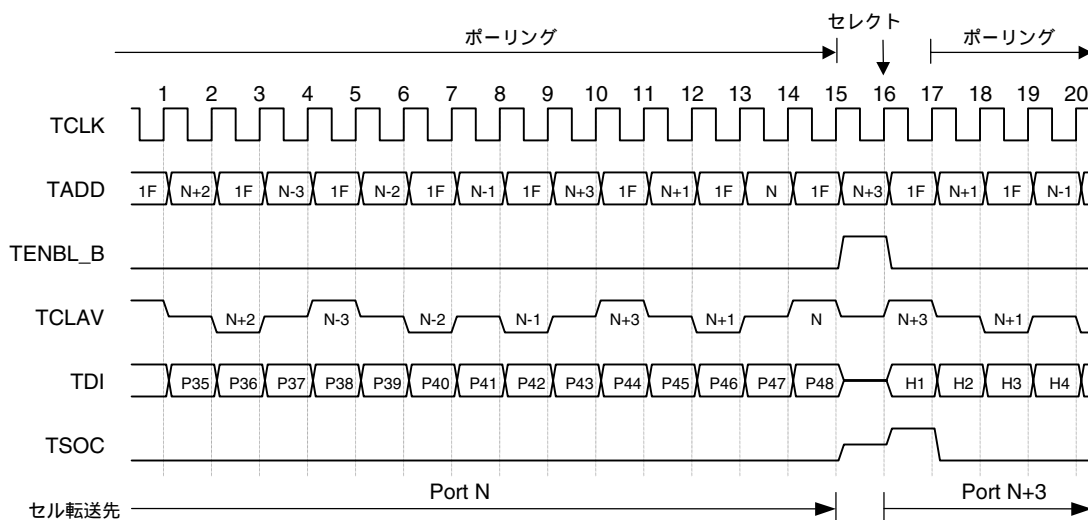 セレクト
ポーリング ポーリング
1 2 3 4 5 6 7 8 9 10 11 12 13 14 15 16 17 18 19 20
TCLK
TADD 1F N+2 1F N-3 1F N-2 1F N-1 1F N+3 1F N+1 1F N 1F N+3 1F N+1 1F N-1
TENBL_B
TCLAV N+2 N-3 N-2 N-1 N+3 N+1 N N+3 N+1
TDI P35 P36 P37 P38 P39 P40 P41 P42 P43 P44 P45 P46 P47 P48 H1 H2 H3 H4
TSOC
セル転送先 Port N Port N+3